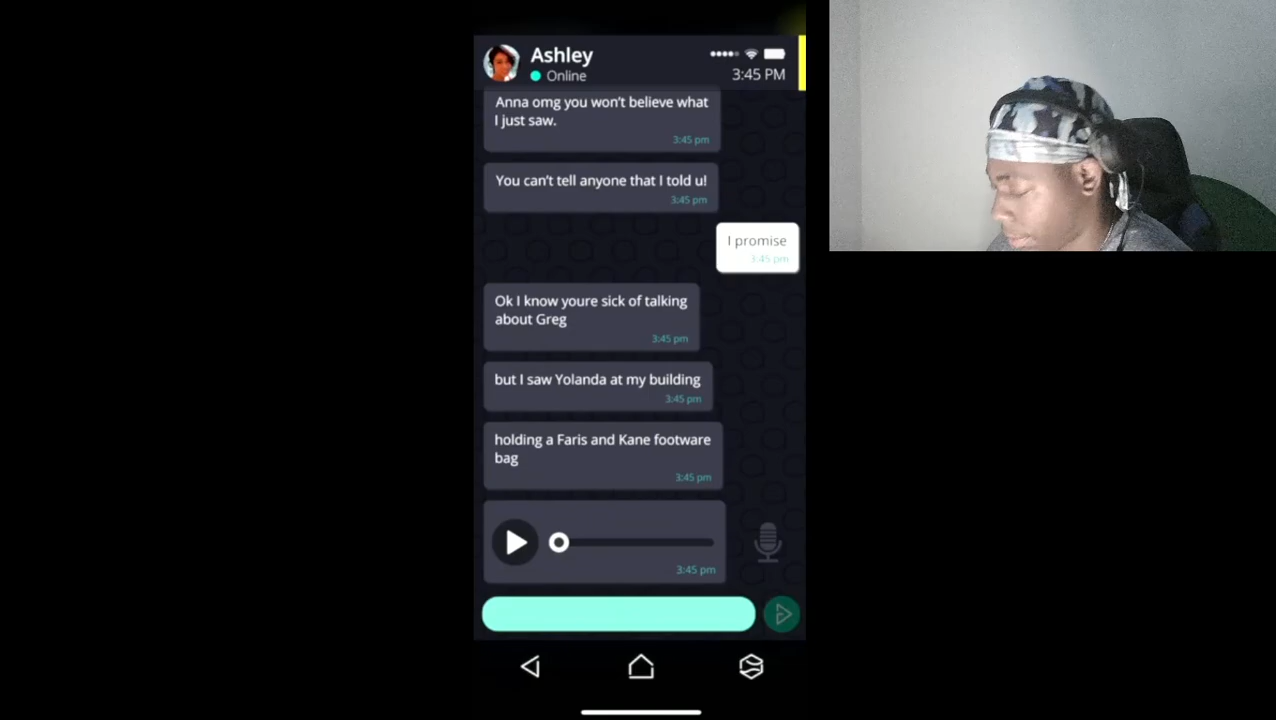 Ashley
Online
3:45 PM
Anna omg you won't believe what
I just saw.
3:45 pm
You can't tell anyone that I told u!
3:45 pm
I promise
3:45 pm
Ok I know youre sick of talking
about Greg
3:45 pm
but I saw Yolanda at my building
3:45 pm
holding a Faris and Kane footware
bag
3:45 pm
3:45 pm